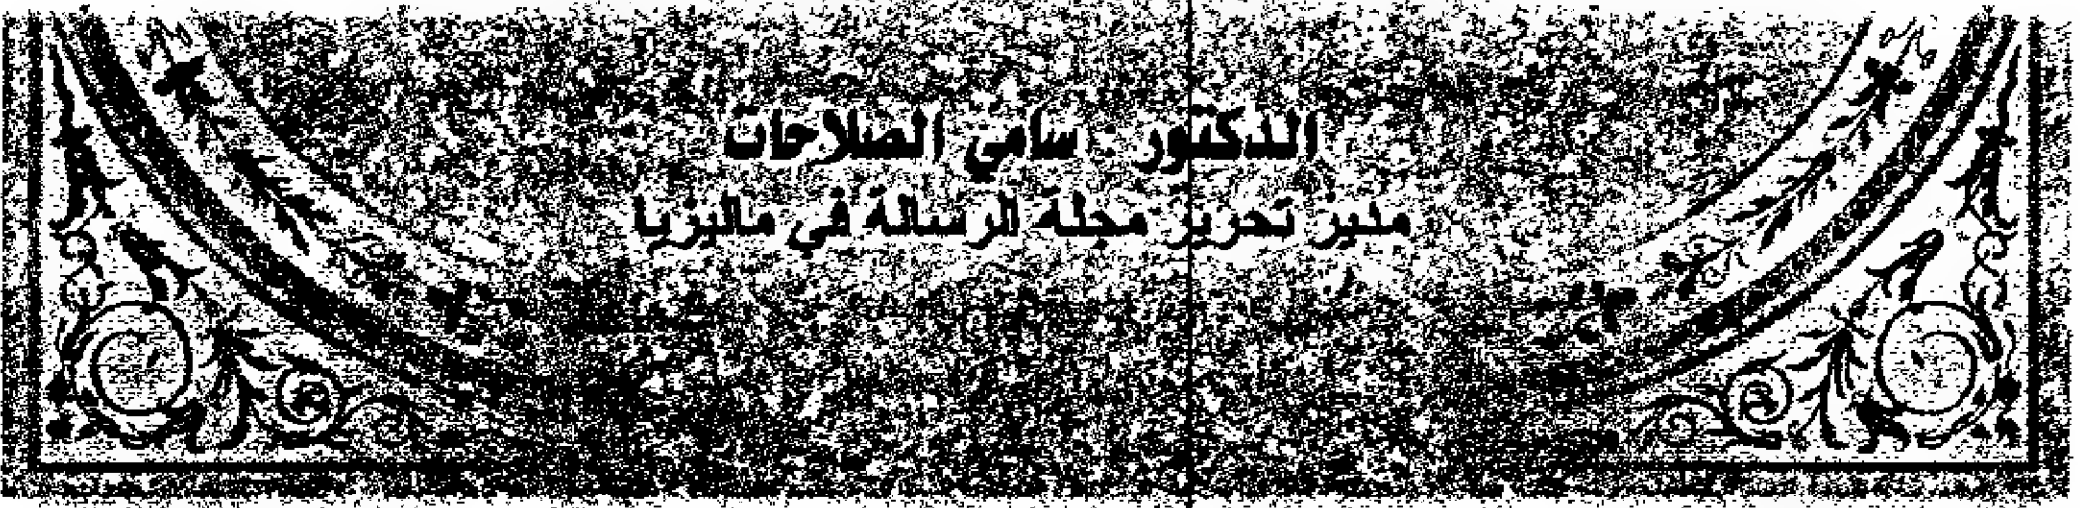 الدكتور . سامي الصلاحات
مدير تحرير مجلة الرسالة في ماليزيا